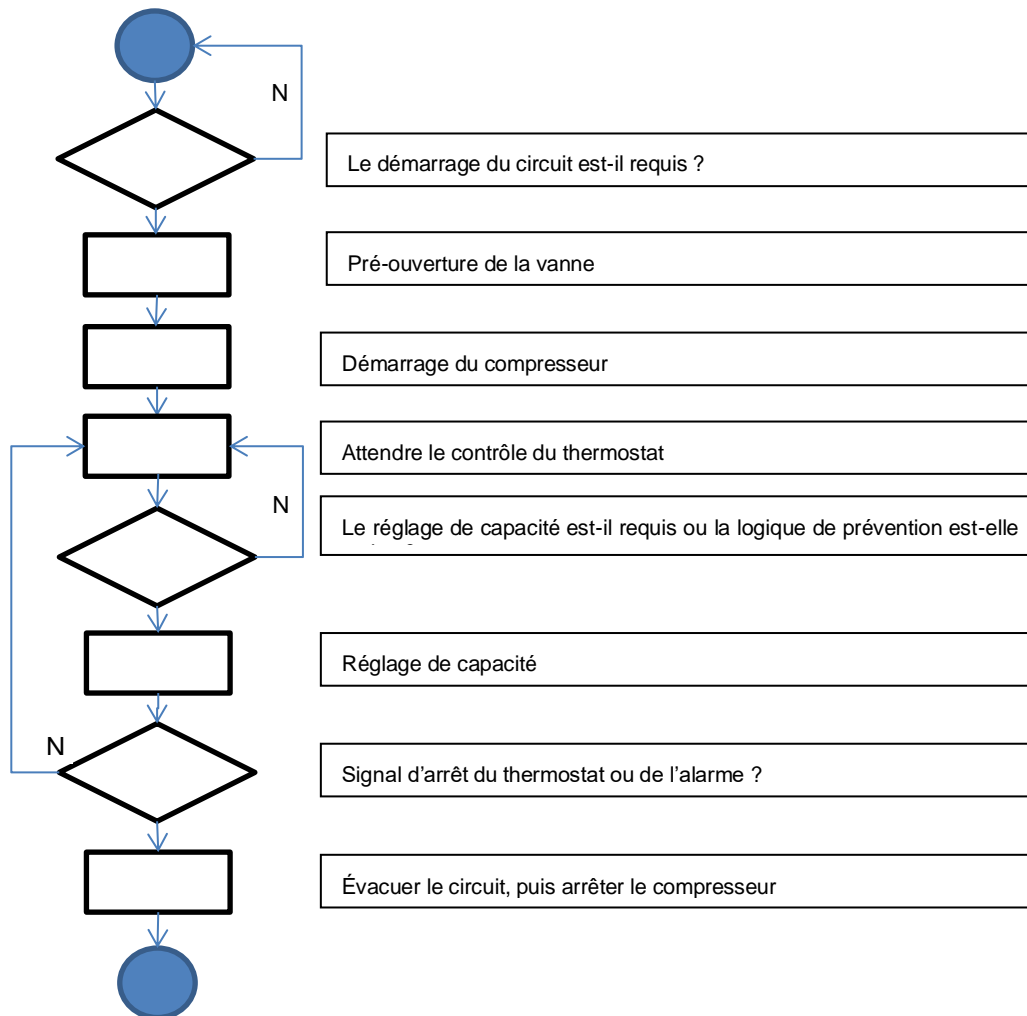 N
Le démarrage du circuit est-il requis ?
Pré-ouverture de la vanne
Démarrage du compresseur
Attendre le contrôle du thermostat
N
Le réglage de capacité est-il requis ou la logique de prévention est-elle
Réglage de capacité
N
Signal d’arrêt du thermostat ou de l’alarme ?
Évacuer le circuit, puis arrêter le compresseur